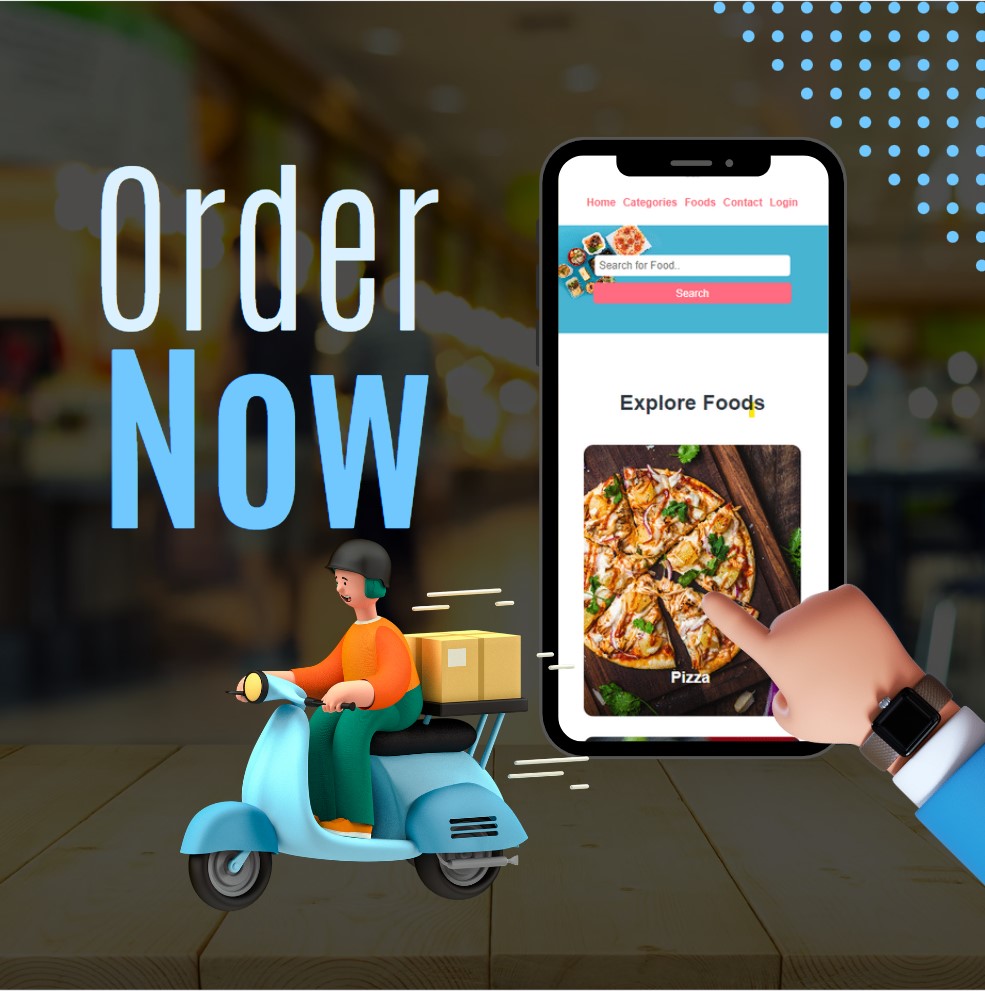 Order
Now
Home Categories Foods Contact Login
Search for Food..
Search
Explore Foods
Pizza